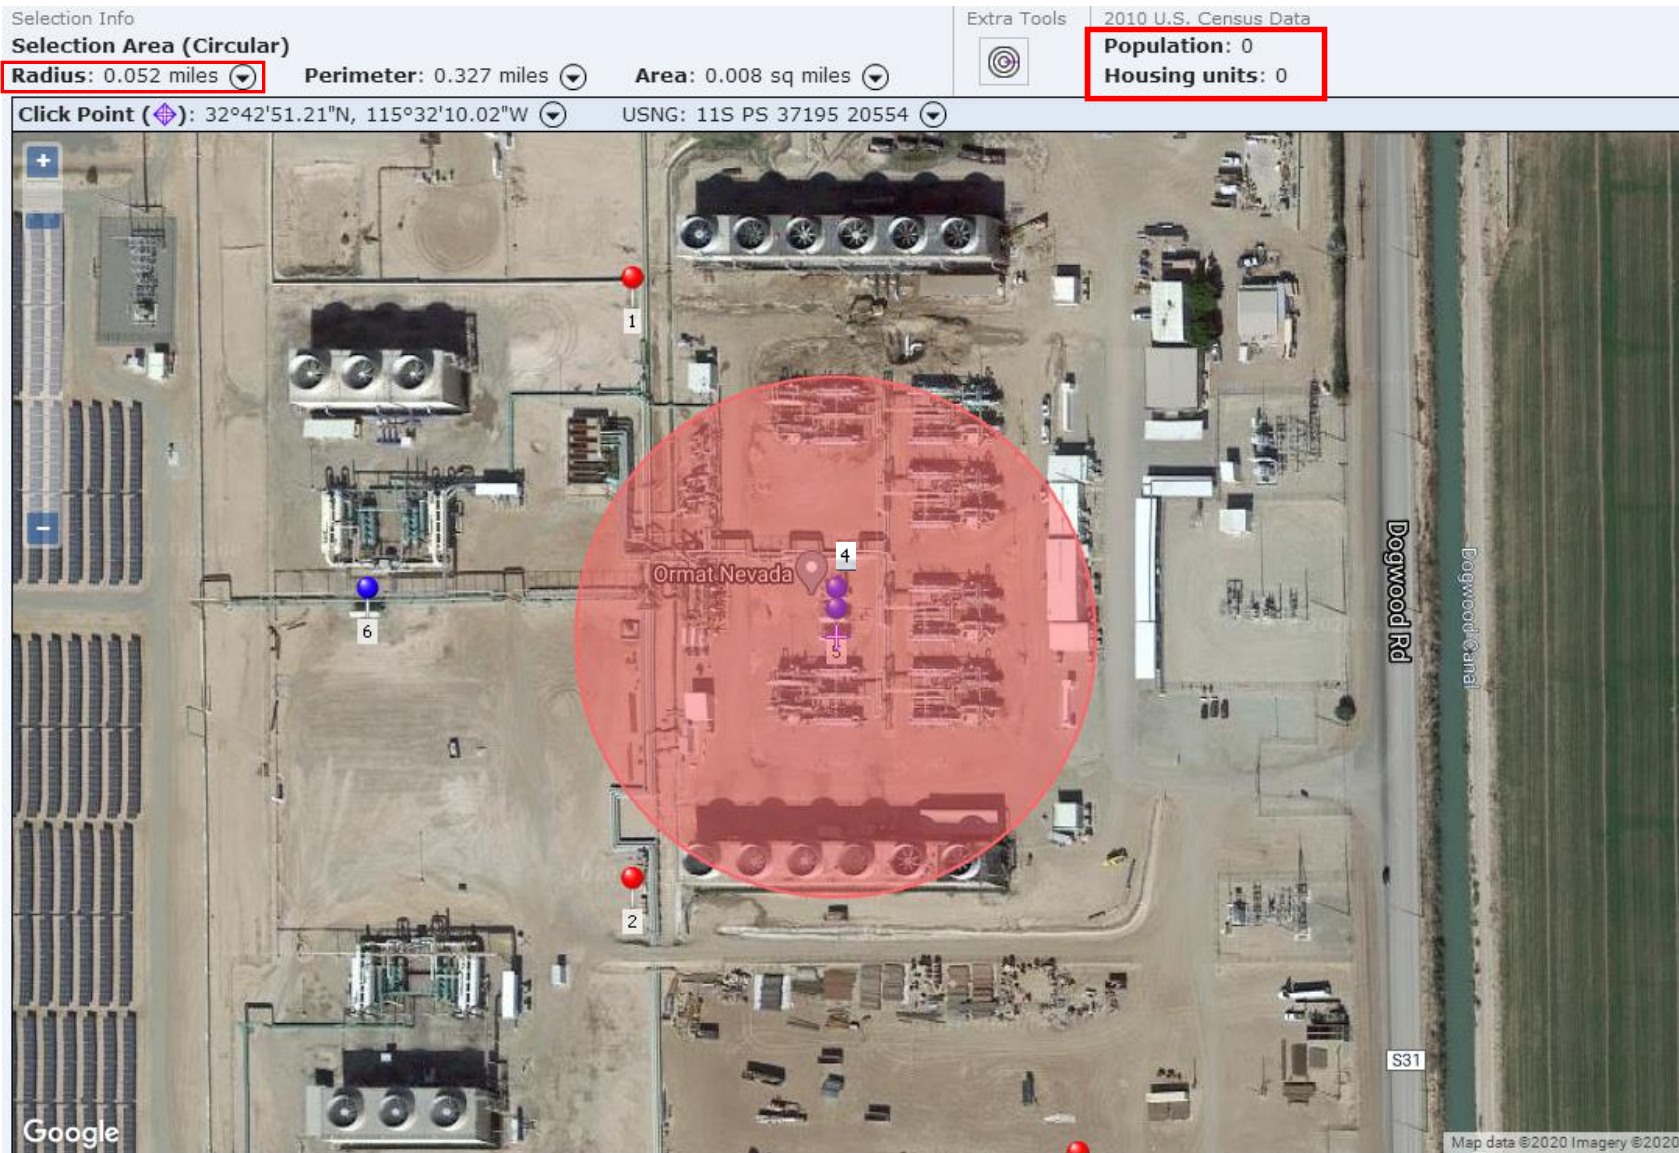 Selection Info
Selection Area (Circular)
Radius: 0.052 miles Perimeter: 0.327 miles Area: 0.008 sq miles
Extra Tools
2010 U.S. Census Data
Population: 0
Housing units: 0
Click Point ( ): 32°42'51.21"N, 115°32'10.02"W USNG: 11S PS 37195 20554
+
1
4
Ormat Nevada
−
6
5
Dogwood Rd
Dogwood Canal
2
S31
Google
Map data ©2020 Imagery ©2020